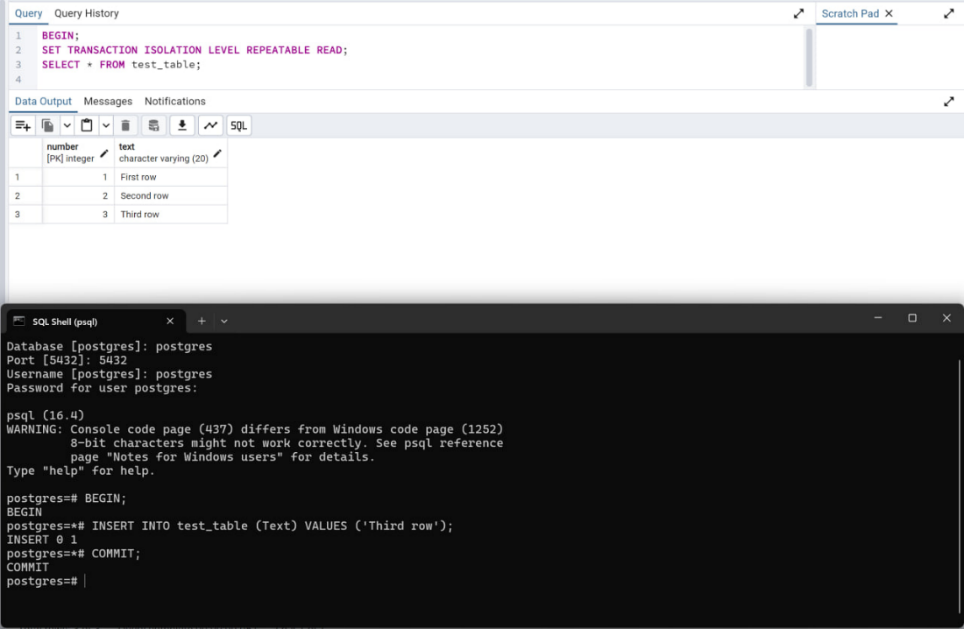 Query Query History Scratch Pad X
1 BEGIN;
2 SET TRANSACTION ISOLATION LEVEL REPEATABLE READ;
3 SELECT * FROM test_table;
4
Data Output Messages Notifications
SQL
number text
[PK] integer character varying (20)
1 1 First row
2 2 Second row
3 3 Third row
SQL Shell (psql)
Database [postgres]: postgres
Port [5432]: 5432
Username [postgres]: postgres
Password for user postgres:
psql (16.4)
WARNING: Console code page (437) differs from Windows code page (1252)
8-bit characters might not work correctly. See psql reference
page "Notes for Windows users" for details.
Type "help" for help.
postgres=# BEGIN;
BEGIN
postgres=*# INSERT INTO test_table (Text) VALUES ('Third row');
INSERT 0 1
postgres=*# COMMIT;
COMMIT
postgres=#